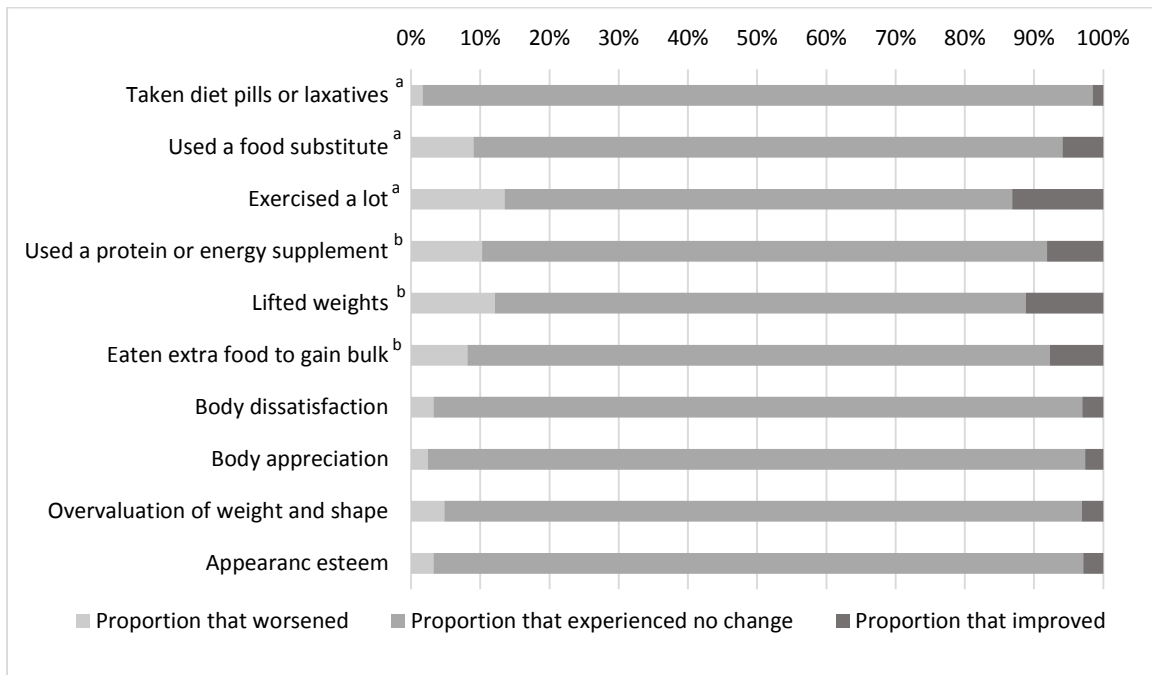 0% 10% 20% 30% 40% 50% 60% 70% 80% 90% 100%
Taken diet pills or laxatives a
Used a food substitute a
Exercised a lot a
Used a protein or energy supplement b
Lifted weights b
Eaten extra food to gain bulk b
Body dissatisfaction
Body appreciation
Overvaluation of weight and shape
Appearanc esteem
Proportion that worsened Proportion that experienced no change Proportion that improved